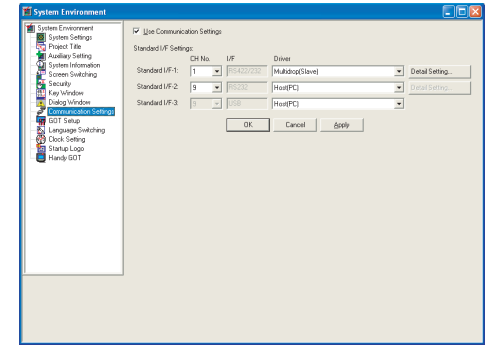 System Environment
System Environment
System Settings
Project Title
Auxiliary Setting
System Information
Screen Switching
Security
Key Window
Dialog Window
Communication Settings
GOT Setup
Language Switching
Clock Setting
Startup Logo
Handy GOT
Use Communication Settings
Standard I/F Settings:
CH No. I/F Driver
Standard I/F-1: 1 RS422/232 Multidrop(Slave) Detail Setting...
Standard I/F-2: 9 RS232 Host(PC) Detail Setting...
Standard I/F-3: 9 USB Host(PC)
OK Cancel Apply